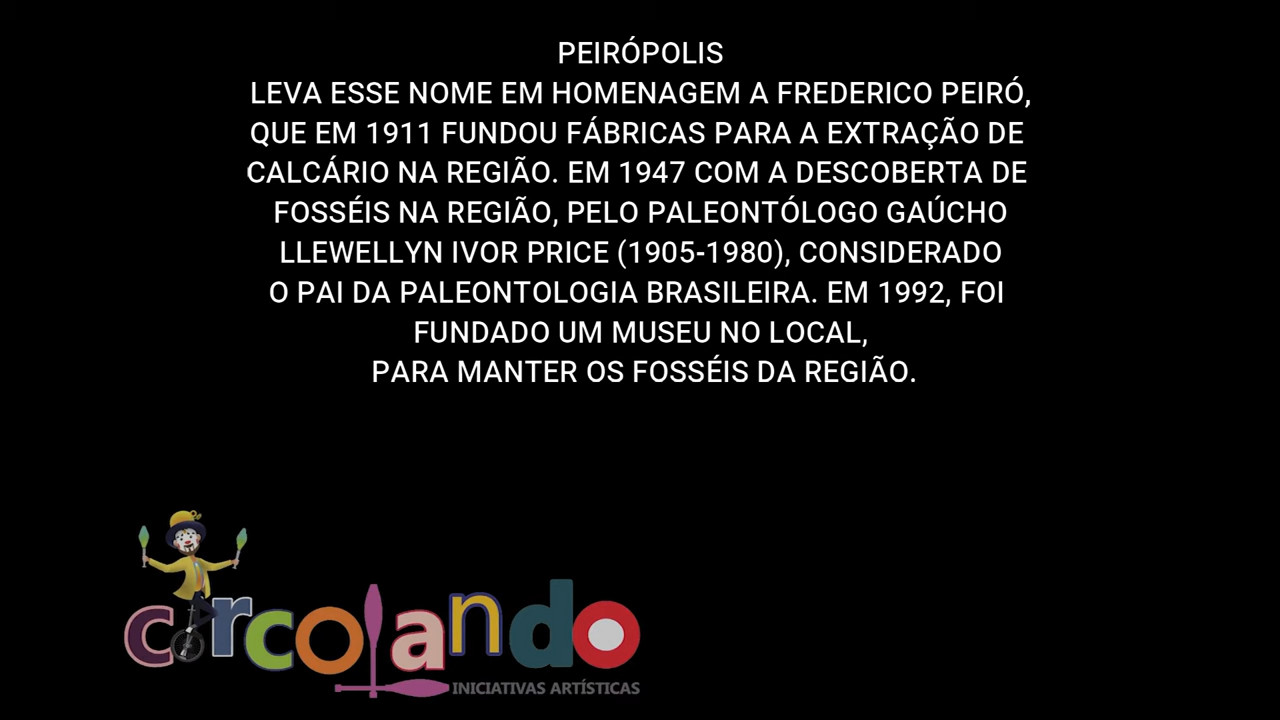 PEIRÓPOLIS
LEVA ESSE NOME EM HOMENAGEM A FREDERICO PEIRÓ,
QUE EM 1911 FUNDOU FÁBRICAS PARA A EXTRAÇÃO DE
CALCÁRIO NA REGIÃO. EM 1947 COM A DESCOBERTA DE
FOSSÉIS NA REGIÃO, PELO PALEONTÓLOGO GAÚCHO
LLEWELLYN IVOR PRICE (1905-1980), CONSIDERADO
O PAI DA PALEONTOLOGIA BRASILEIRA. EM 1992, FOI
FUNDADO UM MUSEU NO LOCAL,
PARA MANTER OS FOSSÉIS DA REGIÃO.
circolando
INICIATIVAS ARTÍSTICAS